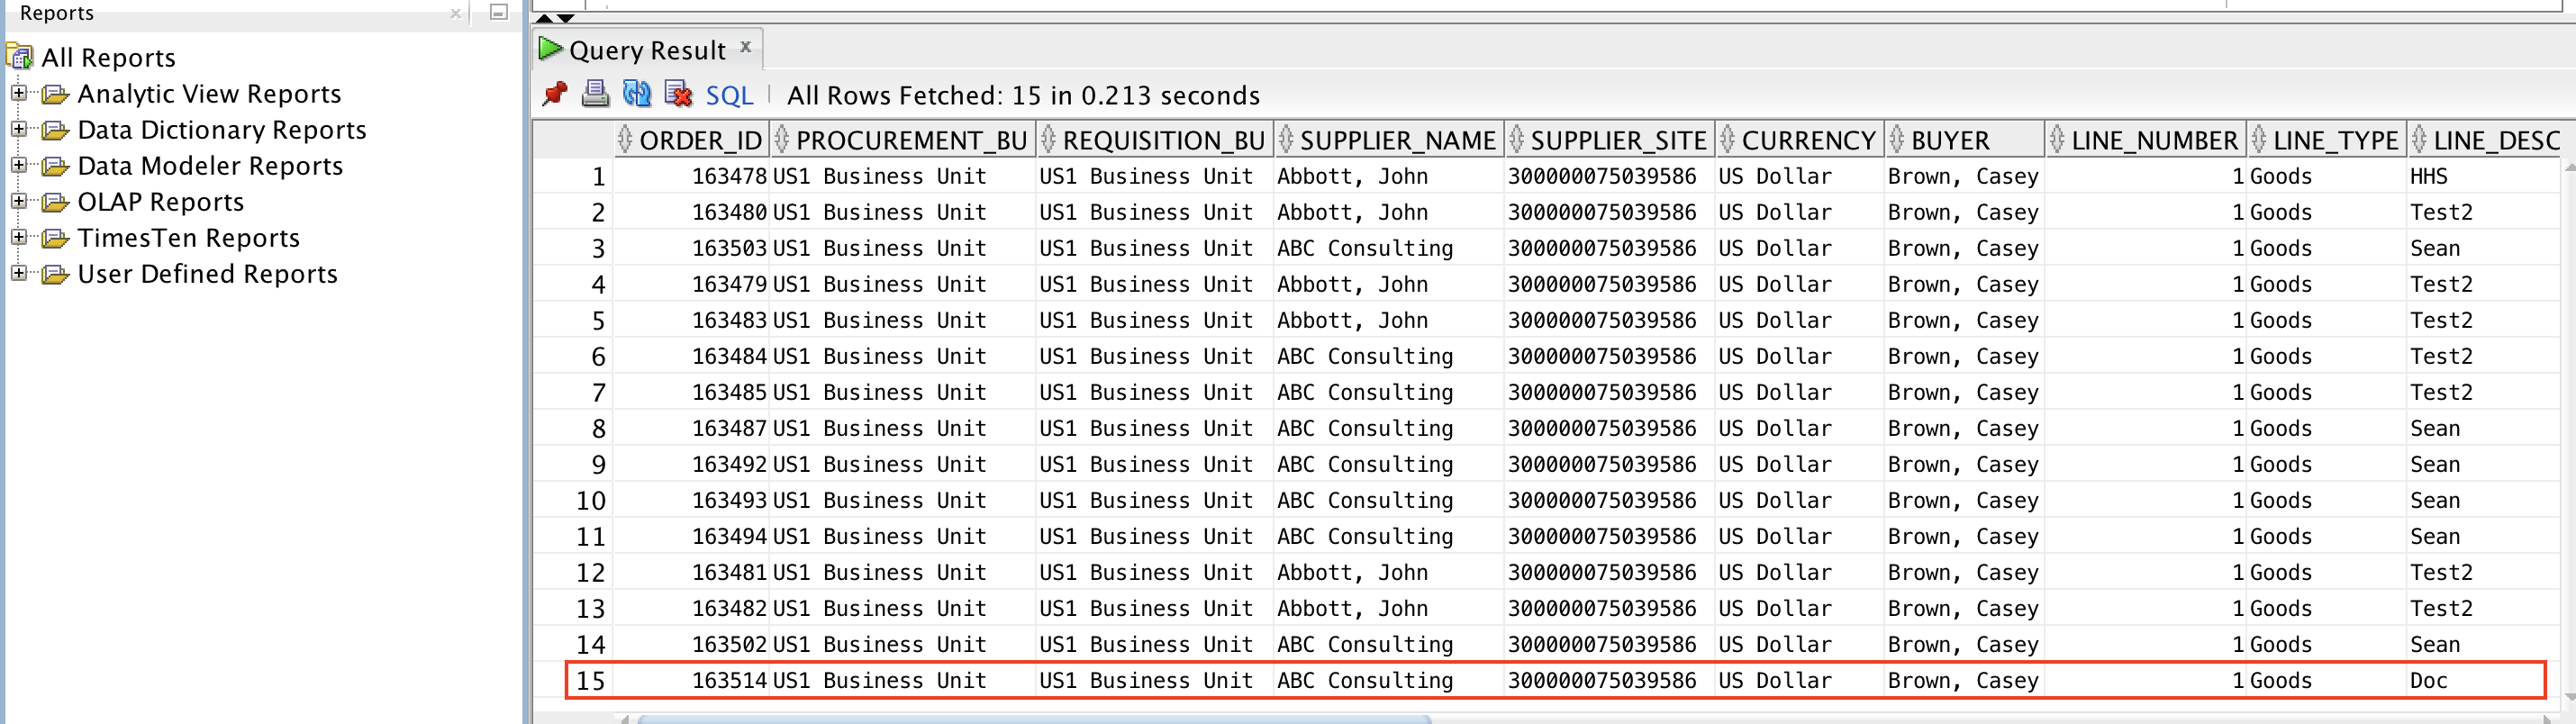 Reports
All Reports
Analytic View Reports
Data Dictionary Reports
Data Modeler Reports
OLAP Reports
TimesTen Reports
User Defined Reports
Query Result
SQL All Rows Fetched: 15 in 0.213 seconds
ORDER_ID PROCUREMENT_BU REQUISITION_BU SUPPLIER_NAME SUPPLIER_SITE CURRENCY BUYER LINE_NUMBER LINE_TYPE LINE_DESC
1 163478 US1 Business Unit US1 Business Unit Abbott, John 300000075039586 US Dollar Brown, Casey 1 Goods HHS
2 163480 US1 Business Unit US1 Business Unit Abbott, John 300000075039586 US Dollar Brown, Casey 1 Goods Test2
3 163503 US1 Business Unit US1 Business Unit ABC Consulting 300000075039586 US Dollar Brown, Casey 1 Goods Sean
4 163479 US1 Business Unit US1 Business Unit Abbott, John 300000075039586 US Dollar Brown, Casey 1 Goods Test2
5 163483 US1 Business Unit US1 Business Unit Abbott, John 300000075039586 US Dollar Brown, Casey 1 Goods Test2
6 163484 US1 Business Unit US1 Business Unit ABC Consulting 300000075039586 US Dollar Brown, Casey 1 Goods Test2
7 163485 US1 Business Unit US1 Business Unit ABC Consulting 300000075039586 US Dollar Brown, Casey 1 Goods Test2
8 163487 US1 Business Unit US1 Business Unit ABC Consulting 300000075039586 US Dollar Brown, Casey 1 Goods Sean
9 163492 US1 Business Unit US1 Business Unit ABC Consulting 300000075039586 US Dollar Brown, Casey 1 Goods Sean
10 163493 US1 Business Unit US1 Business Unit ABC Consulting 300000075039586 US Dollar Brown, Casey 1 Goods Sean
11 163494 US1 Business Unit US1 Business Unit ABC Consulting 300000075039586 US Dollar Brown, Casey 1 Goods Sean
12 163481 US1 Business Unit US1 Business Unit Abbott, John 300000075039586 US Dollar Brown, Casey 1 Goods Test2
13 163482 US1 Business Unit US1 Business Unit Abbott, John 300000075039586 US Dollar Brown, Casey 1 Goods Test2
14 163502 US1 Business Unit US1 Business Unit ABC Consulting 300000075039586 US Dollar Brown, Casey 1 Goods Sean
15 163514 US1 Business Unit US1 Business Unit ABC Consulting 300000075039586 US Dollar Brown, Casey 1 Goods Doc